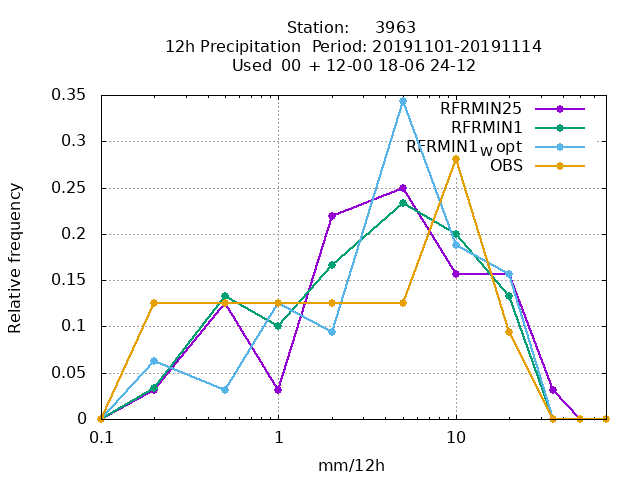 Station: 3963
12h Precipitation Period: 20191101-20191114
Used 00 + 12-00 18-06 24-12
RFRMIN25
RFRMIN1
RFRMIN1_W opt
OBS
0.35
0.3
0.25
0.2
0.15
0.1
0.05
0
Relative frequency
0.1 1 10
mm/12h